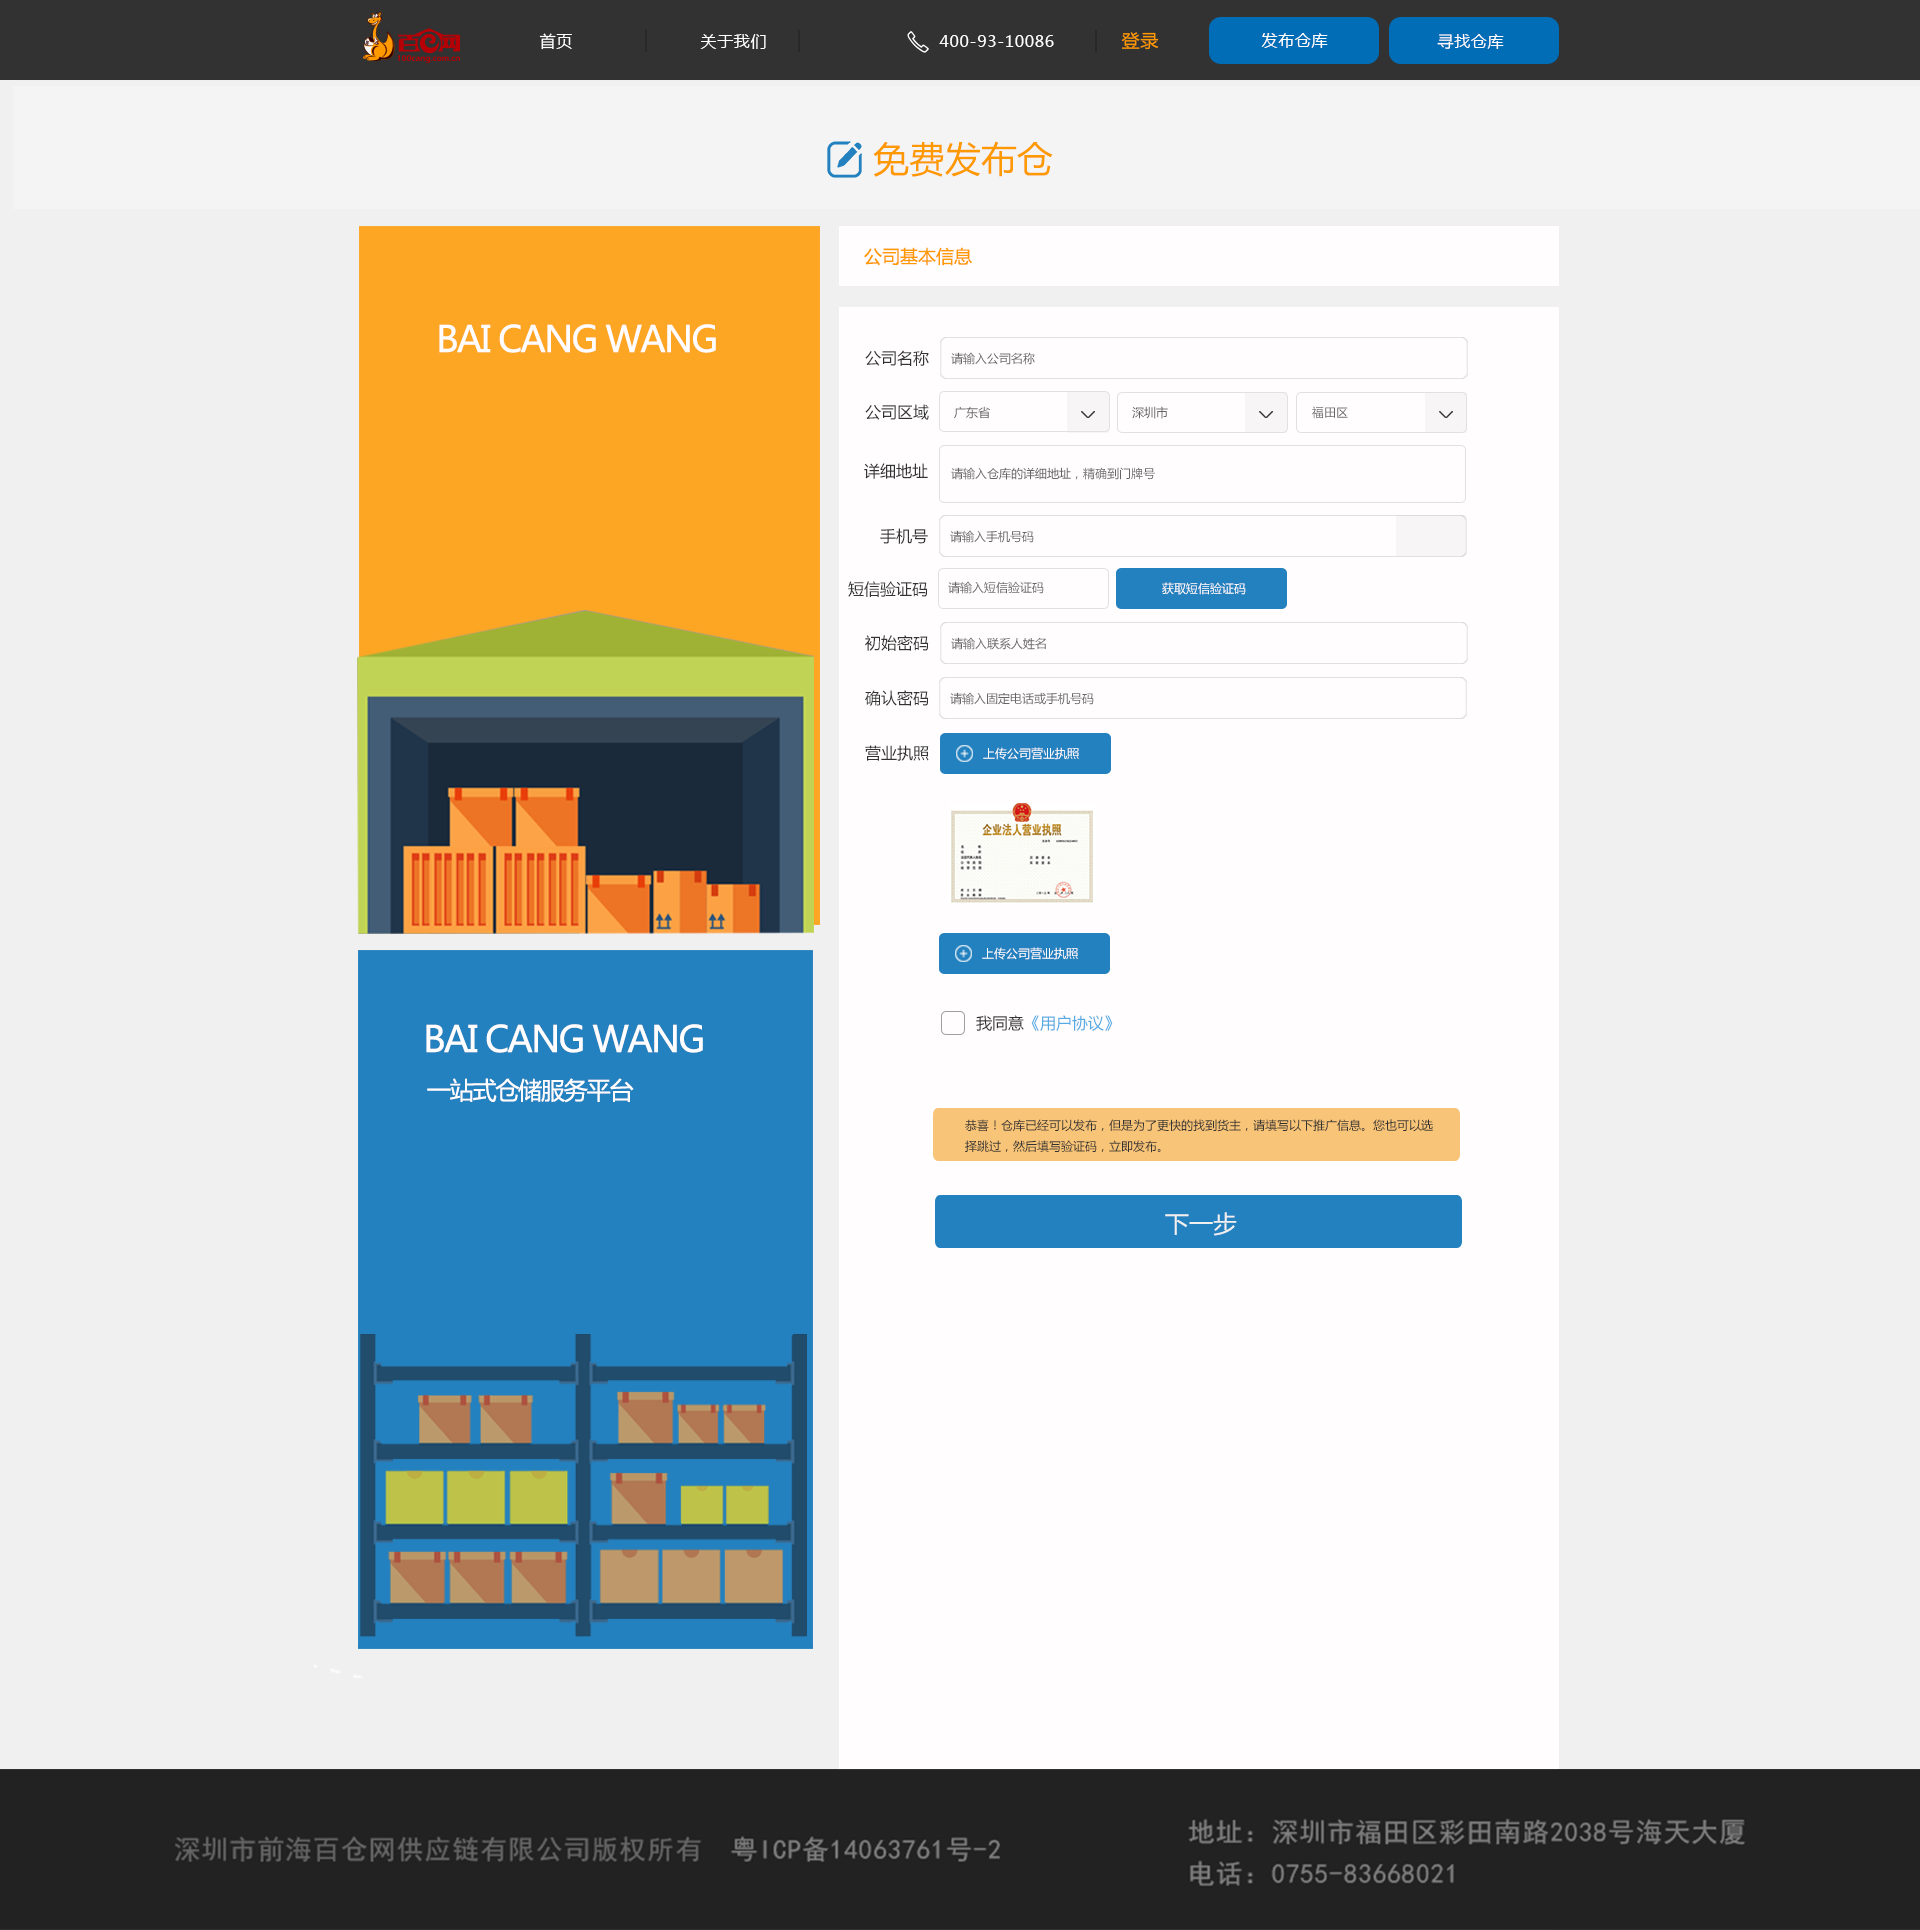 百仓网
首页
关于我们
400-93-10086
登录
发布仓库
寻找仓库
免费发布仓
BAI CANG WANG
公司基本信息
公司名称
请输入公司名称
公司区域
广东省
深圳市
福田区
详细地址
请输入仓库的详细地址，精确到门牌号
手机号
请输入手机号码
短信验证码
请输入短信验证码
获取短信验证码
初始密码
请输入联系人姓名
确认密码
请输入固定电话或手机号码
营业执照
上传公司营业执照
企业法人营业执照
上传公司营业执照
我同意《用户协议》
BAI CANG WANG
一站式仓储服务平台
恭喜！仓库已经可以发布，但是为了更快的找到货主，请填写以下推广信息。您也可以选
择跳过，然后填写验证码，立即发布。
下一步
深圳市前海百仓网供应链有限公司版权所有 粤ICP备14063761号-2
地址：深圳市福田区彩田南路2038号海天大厦
电话：0755-83668021